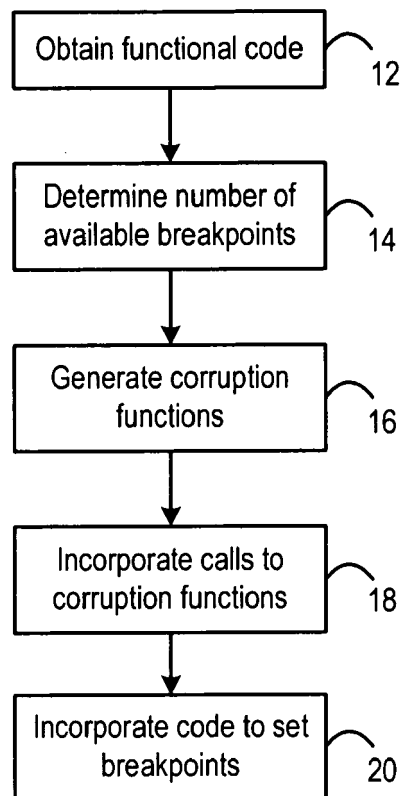 Obtain functional code
12
Determine number of
available breakpoints
14
Generate corruption
functions
16
Incorporate calls to
corruption functions
18
Incorporate code to set
breakpoints
20